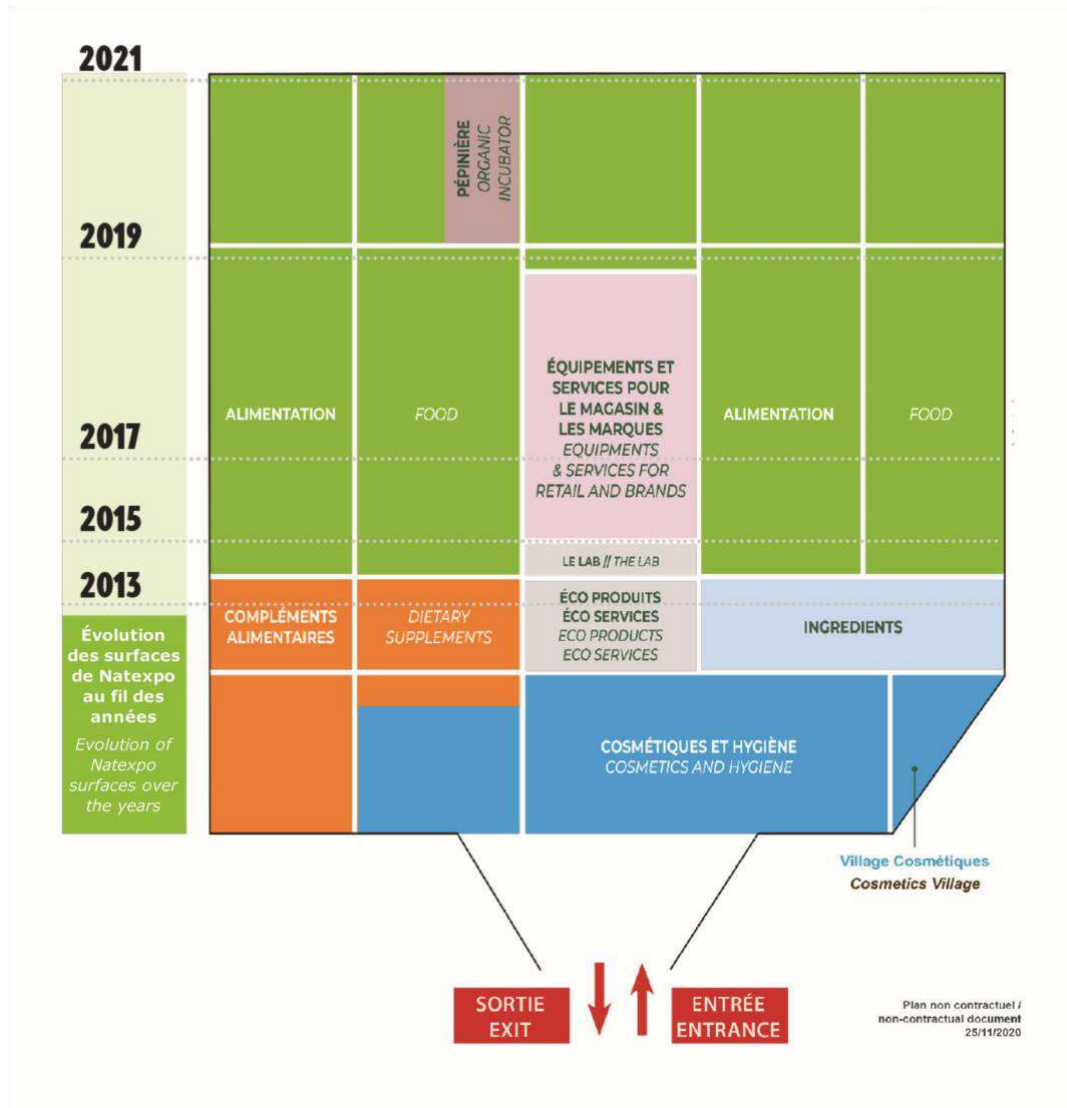 2021
2019
2017
2015
2013
Évolution
des surfaces
de Natexpo
au fil des
années
Evolution of
Natexpo
surfaces over
the years
PÉPINIÈRE
ORGANIC
INCUBATOR
ALIMENTATION
FOOD
ÉQUIPEMENTS ET
SERVICES POUR
LE MAGASIN &
LES MARQUES
EQUIPMENTS
& SERVICES FOR
RETAIL AND BRANDS
ALIMENTATION
FOOD
LE LAB // THE LAB
COMPLÉMENTS
ALIMENTAIRES
DIETARY
SUPPLEMENTS
ÉCO PRODUITS
ÉCO SERVICES
ECO PRODUCTS
ECO SERVICES
INGREDIENTS
COSMÉTIQUES ET HYGIÈNE
COSMETICS AND HYGIENE
Village Cosmétiques
Cosmetics Village
SORTIE
EXIT
ENTRÉE
ENTRANCE
Plan non contractuel /
non-contractual document
25/11/2020